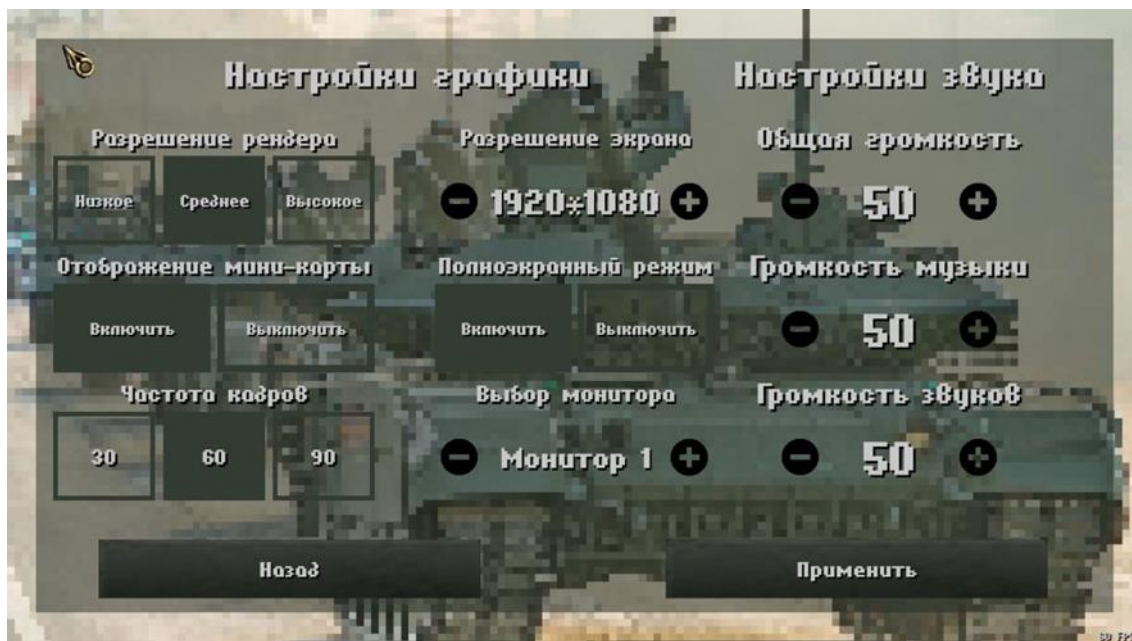 Настройки графики
Настройки звука
Разрешение рендера
Разрешение экрана
Общая громкость
Низкое
Среднее
Высокое
1920x1080
50
Отображение мини-карты
Полноэкранный режим
Громкость музыки
Включить
Выключить
Включить
Выключить
50
Частота кадров
Выбор монитора
Громкость звуков
30
60
90
Монитор 1
50
Назад
Применить